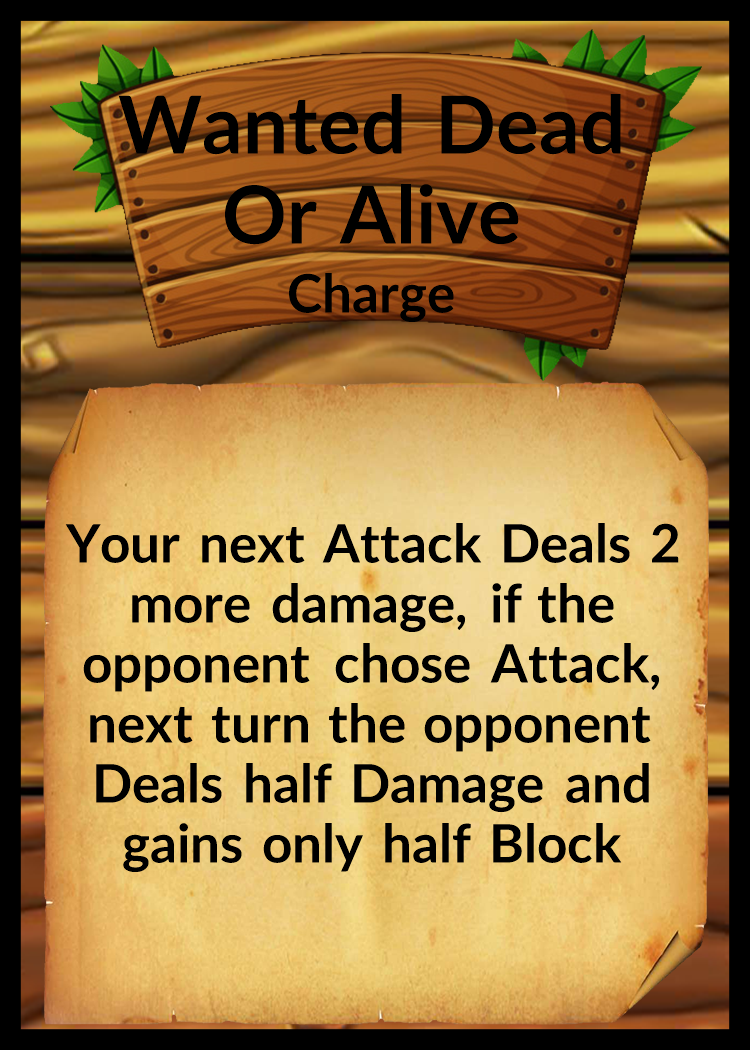 Wanted Dead
Or Alive
Charge
Your next Attack Deals 2
more damage, if the
opponent chose Attack,
next turn the opponent
Deals half Damage and
gains only half Block